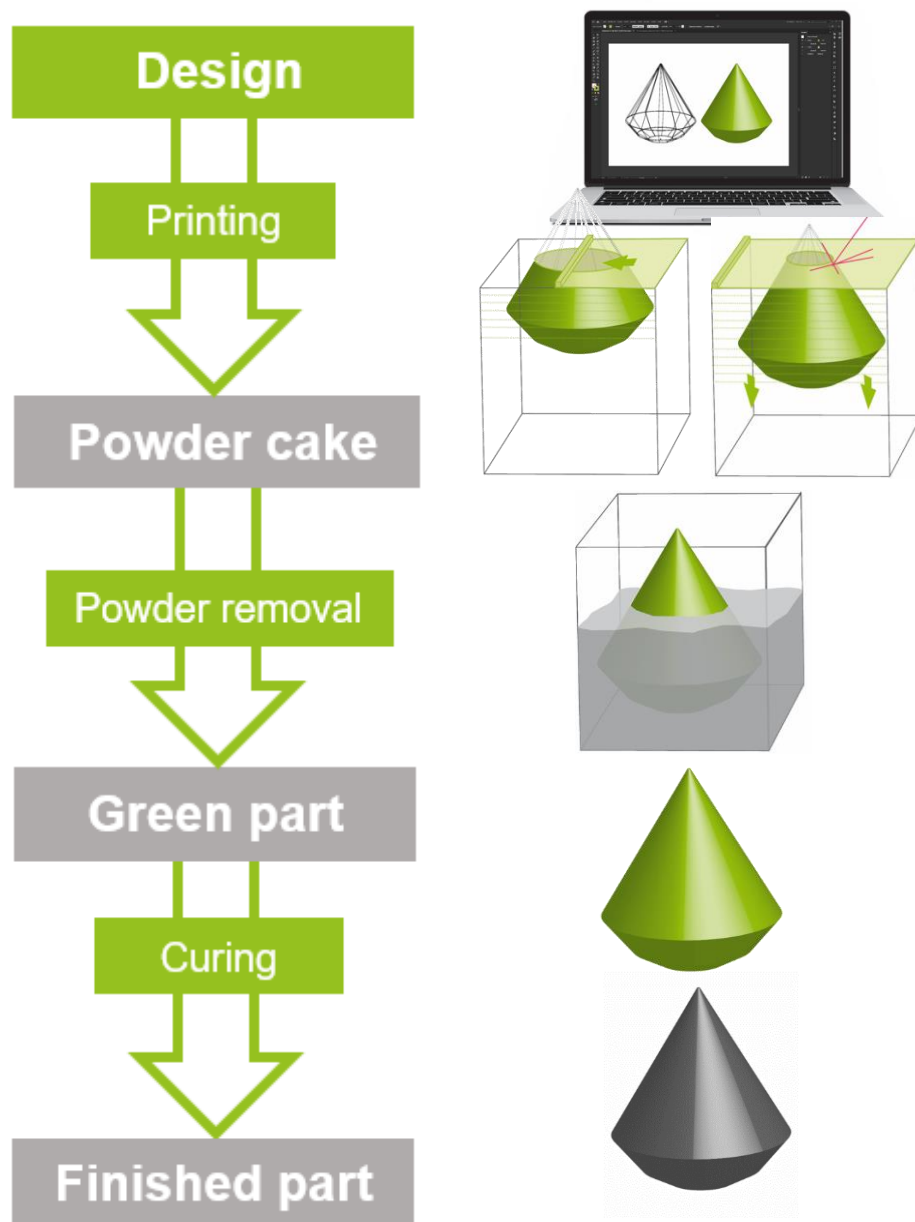 Design
Printing
Powder cake
Powder removal
Green part
Curing
Finished part